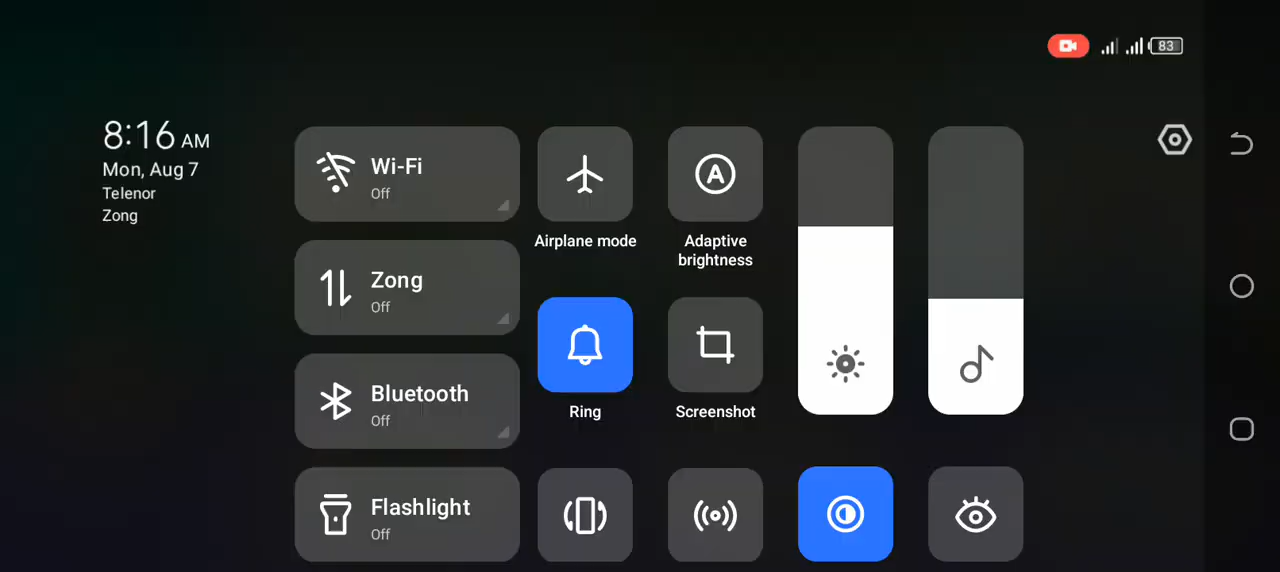 83
8:16 AM
Mon, Aug 7
Telenor
Zong
Wi-Fi
Off
Zong
Off
Bluetooth
Off
Flashlight
Off
Airplane mode
A
Adaptive
brightness
Ring
Screenshot